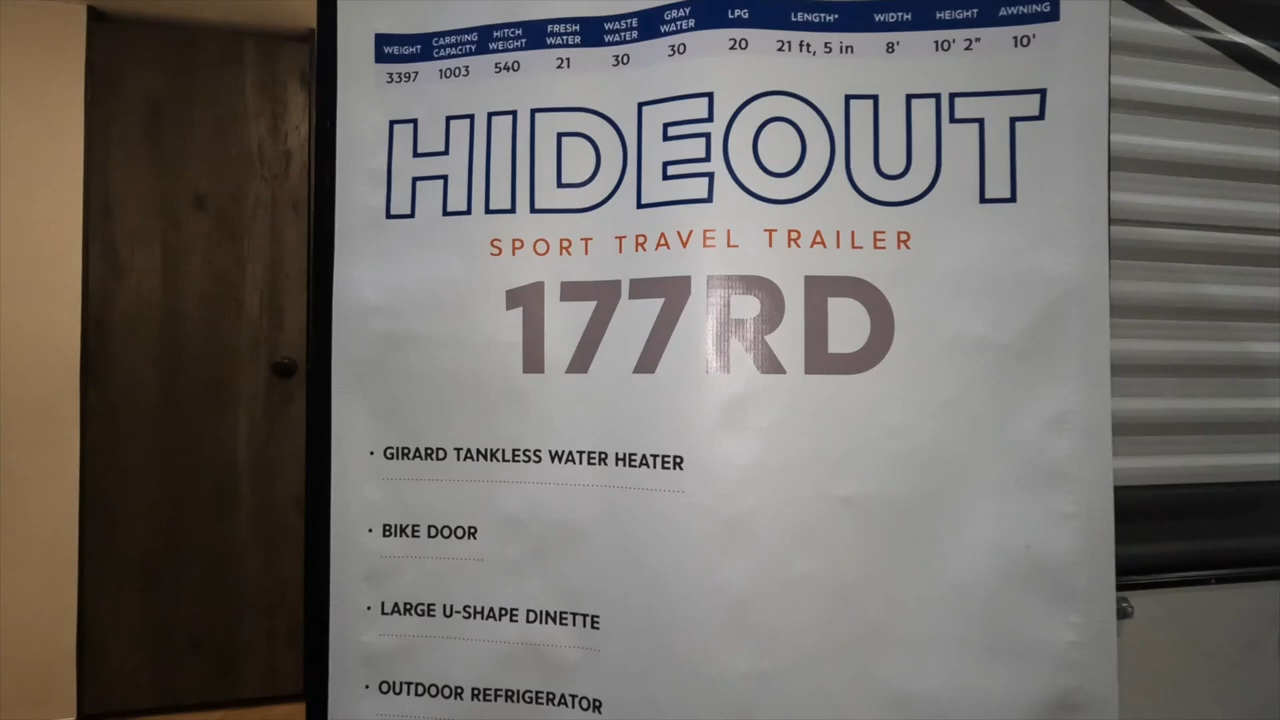 WEIGHT CARRYING CAPACITY HITCH WEIGHT FRESH WATER WASTE WATER GRAY WATER LPG LENGTH* WIDTH HEIGHT AWNING
3397 1003 540 21 30 30 20 21 ft, 5 in 8' 10' 2" 10'
HIDEOUT
SPORT TRAVEL TRAILER
177RD
• GIRARD TANKLESS WATER HEATER
• BIKE DOOR
• LARGE U-SHAPE DINETTE
• OUTDOOR REFRIGERATOR